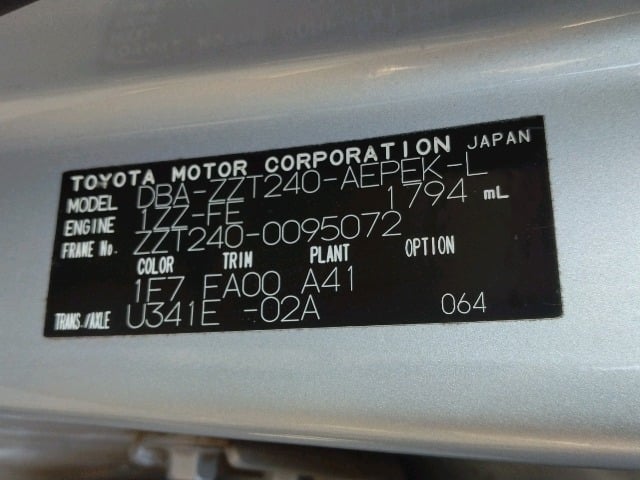 TOYOTA MOTOR CORPORATION JAPAN
MODEL DBA-ZZT240-AEPEK-L
ENGINE 1ZZ-FE 1794 mL
FRAME No. ZZT240-0095072
COLOR TRIM PLANT OPTION
1F7 FA00 A41
TRANS./AXLE U341E -02A 064